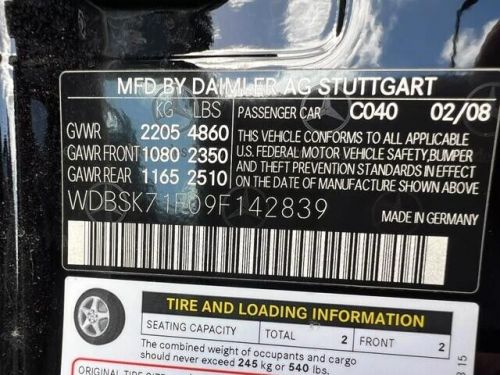 MFD BY DAIMLER AG STUTTGART
KG LBS PASSENGER CAR C040 02/08
GVWR 2205 4860 THIS VEHICLE CONFORMS TO ALL APPLICABLE
GAWR FRONT 1080 2350 U.S. FEDERAL MOTOR VEHICLE SAFETY, BUMPER
GAWR REAR 1165 2510 AND THEFT PREVENTION STANDARDS IN EFFECT
ON THE DATE OF MANUFACTURE SHOWN ABOVE
WDBSK71F09F142839 MADE IN GERMANY
TIRE AND LOADING INFORMATION
SEATING CAPACITY TOTAL 2 FRONT 2
The combined weight of occupants and cargo
should never exceed 245 kg or 540 lbs.